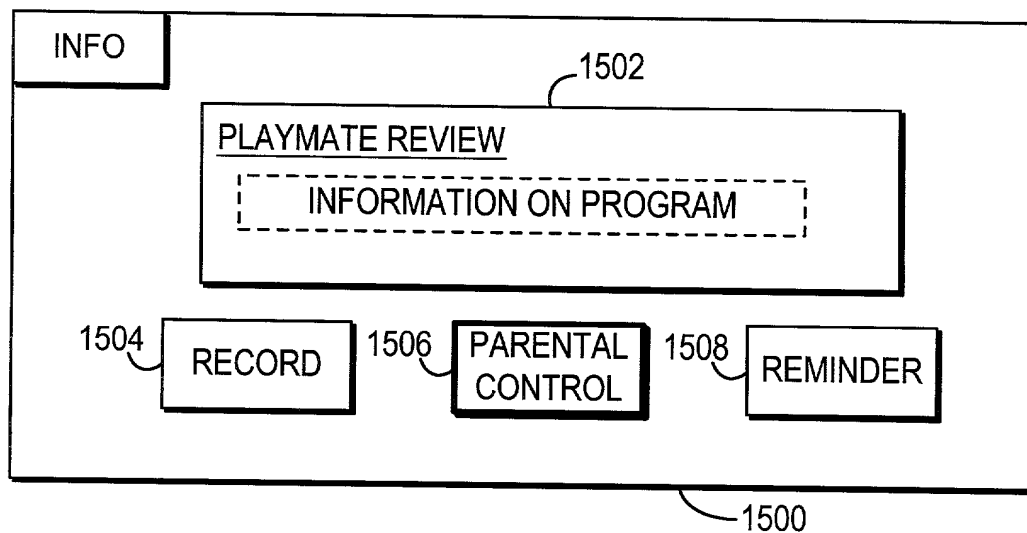 INFO
1502
PLAYMATE REVIEW
INFORMATION ON PROGRAM
1504
RECORD
1506
PARENTAL
CONTROL
1508
REMINDER
1500